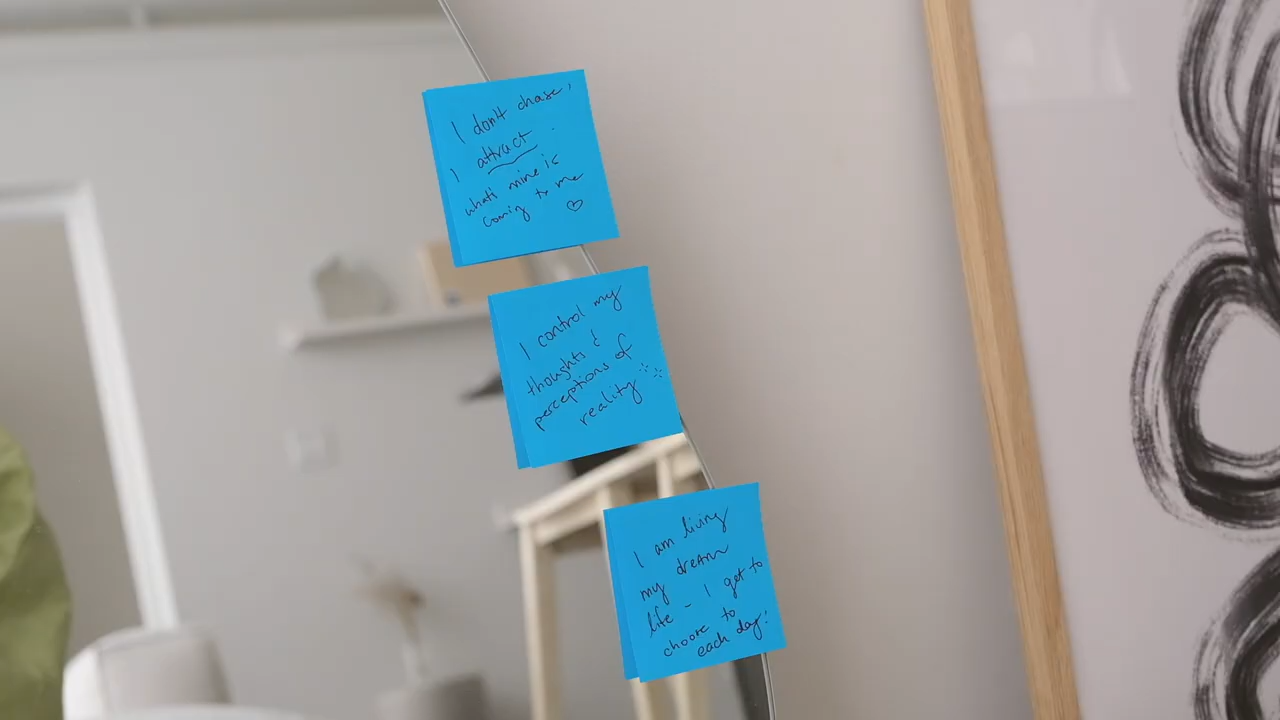 I don't chase,
I attract.
what's mine is
coming to me
I control my
thoughts &
perceptions of
reality
I am living
my dream
life - I get to
choose to
each day!